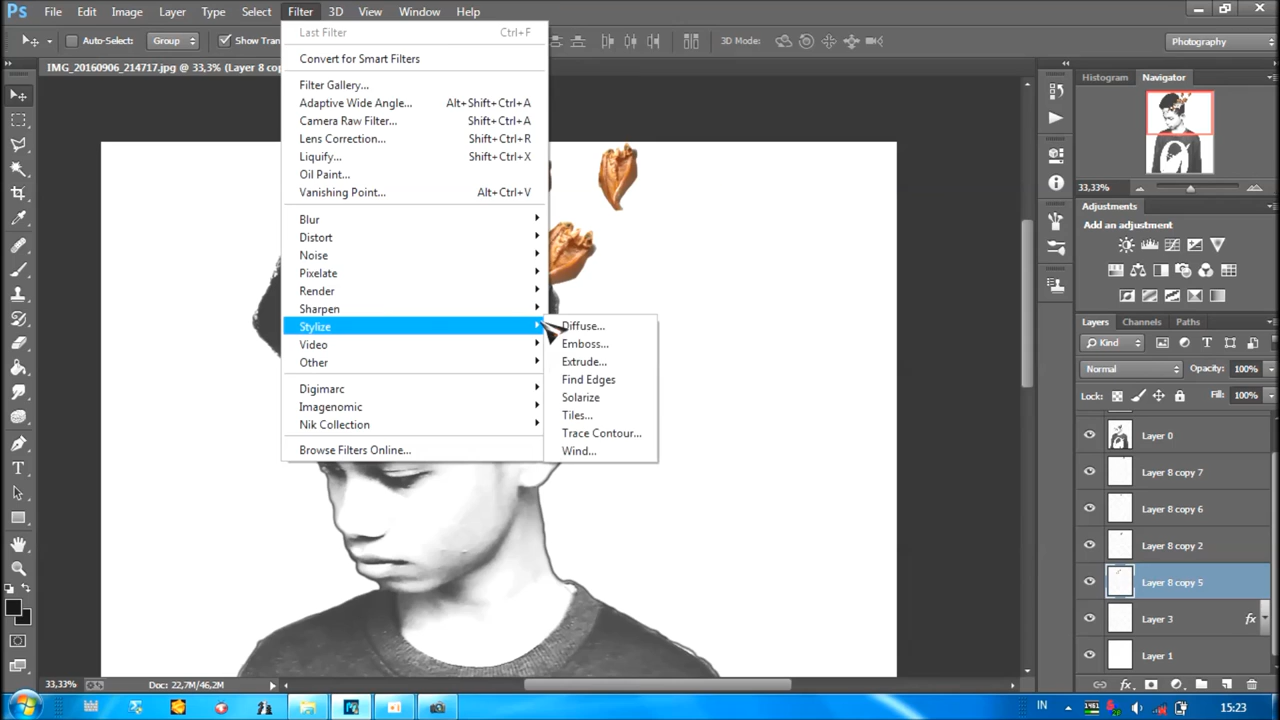 Ps File Edit Image Layer Type Select Filter 3D View Window Help
Auto-Select: Group Show Tran 3D Mode: Photography
IMG_20160906_214717.jpg @ 33,3% (Layer 8 cop
Last Filter Ctrl+F
Convert for Smart Filters
Filter Gallery...
Adaptive Wide Angle... Alt+Shift+Ctrl+A
Camera Raw Filter... Shift+Ctrl+A
Lens Correction... Shift+Ctrl+R
Liquify... Shift+Ctrl+X
Oil Paint...
Vanishing Point... Alt+Ctrl+V
Blur
Distort
Noise
Pixelate
Render
Sharpen
Stylize
Video
Other
Digimarc
Imagenomic
Nik Collection
Browse Filters Online...
Diffuse...
Emboss...
Extrude...
Find Edges
Solarize
Tiles...
Trace Contour...
Wind...
Histogram Navigator
33,33%
Adjustments
Add an adjustment
Layers Channels Paths
Kind
Normal Opacity: 100%
Lock: Fill: 100%
Layer 0
Layer 8 copy 7
Layer 8 copy 6
Layer 8 copy 2
Layer 8 copy 5
Layer 3 fx
Layer 1
fx
33,33% Doc: 22,7M/46,2M
IN 15:23